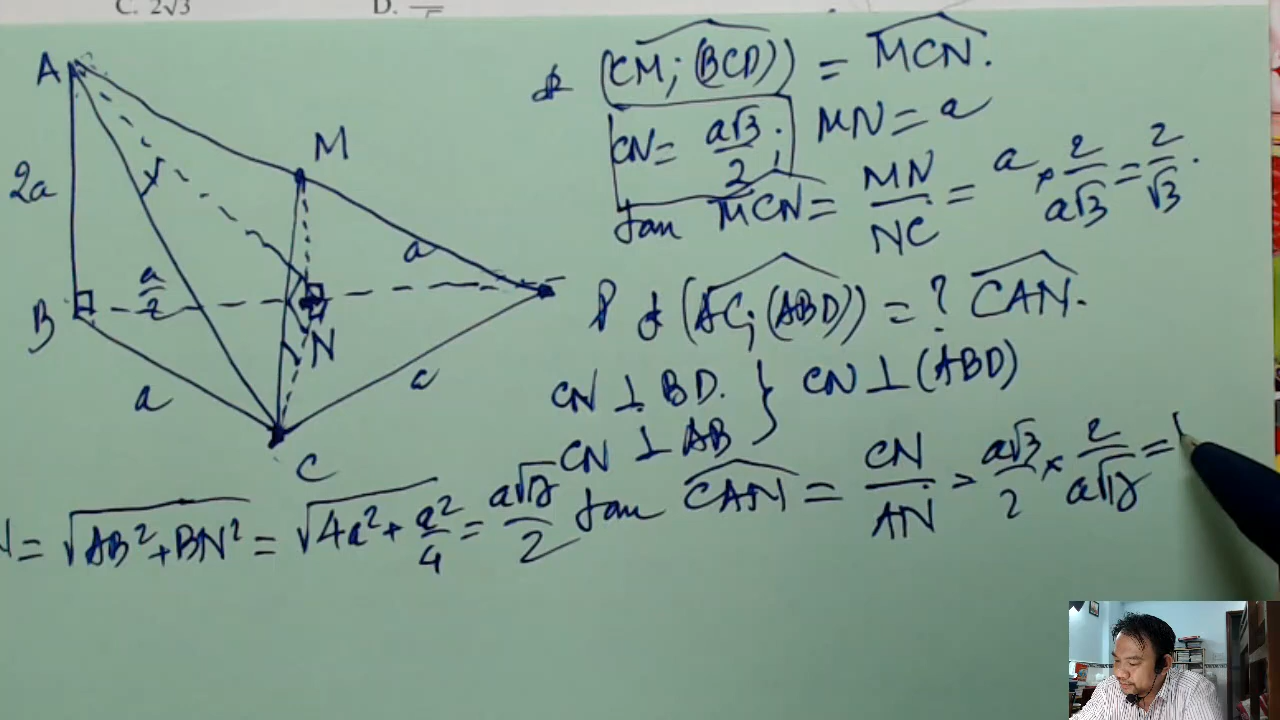 C. 2√3 D.
A
M
2a
a/2
a
B
N
a
C
(CM; (BCD)) = MCN.
CN = a√3/2. MN = a
tan MCN = MN/NC = a × 2/a√3 = 2/√3.
(AC; (ABD)) = ? CAN.
CN ⊥ BD. } CN ⊥ (ABD)
CN ⊥ AB
tan CAN = CN/AN = a√3/2 × 2/a√17 =
= √AB² + BN² = √4a² + a²/4 = a√17/2